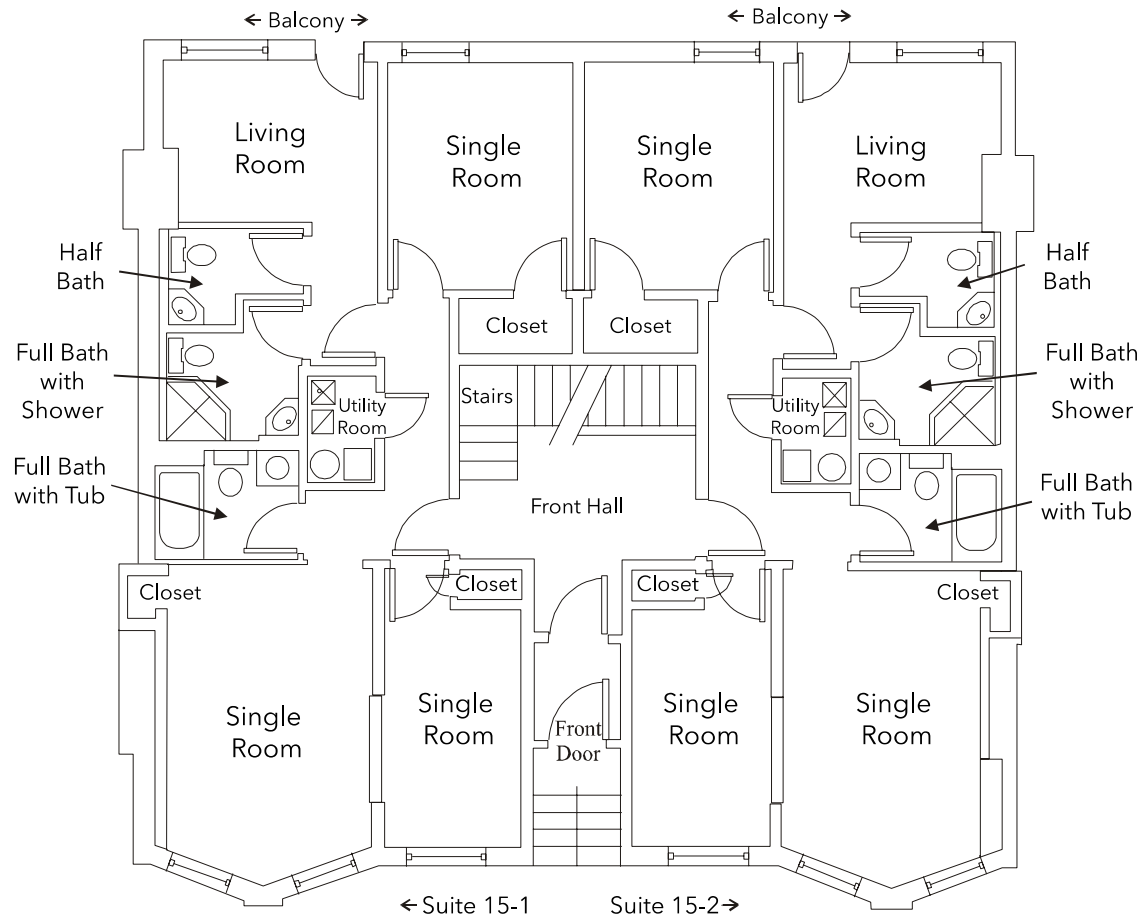 ← Balcony →
← Balcony →
Living
Room
Single
Room
Single
Room
Living
Room
Half
Bath
Half
Bath
Closet
Closet
Full Bath
with
Shower
Stairs
Utility
Room
Utility
Room
Full Bath
with
Shower
Full Bath
with Tub
Front Hall
Full Bath
with Tub
Closet
Closet
Closet
Closet
Single
Room
Single
Room
Front
Door
Single
Room
Single
Room
← Suite 15-1
Suite 15-2 →